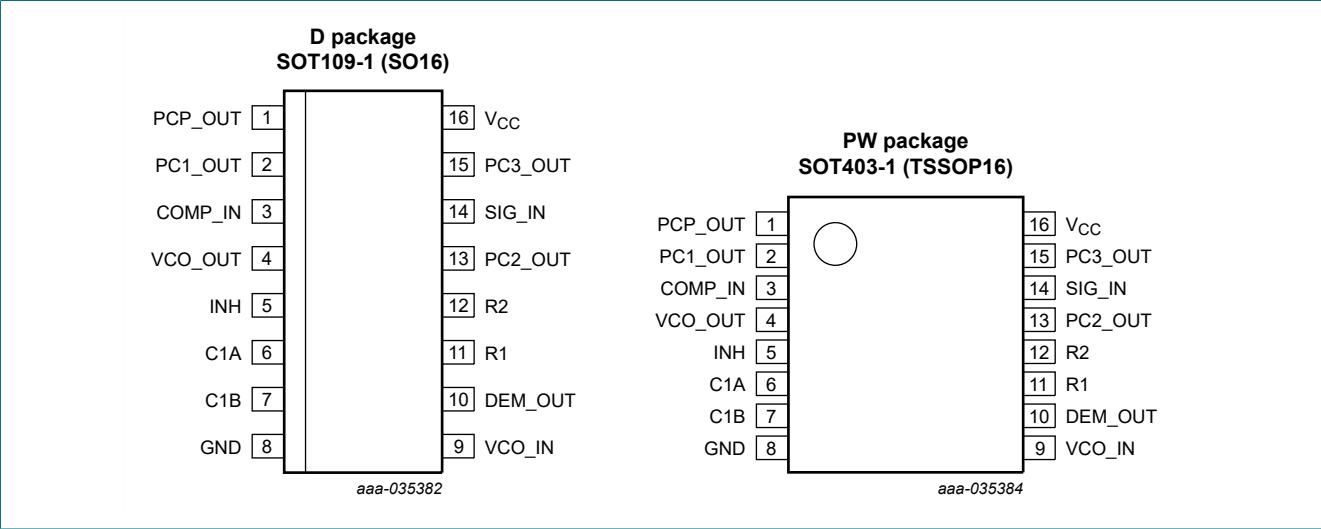 D package
SOT109-1 (SO16)
PCP_OUT 1 16 VCC
PC1_OUT 2 15 PC3_OUT
COMP_IN 3 14 SIG_IN
VCO_OUT 4 13 PC2_OUT
INH 5 12 R2
C1A 6 11 R1
C1B 7 10 DEM_OUT
GND 8 9 VCO_IN
aaa-035382
PW package
SOT403-1 (TSSOP16)
PCP_OUT 1 16 VCC
PC1_OUT 2 15 PC3_OUT
COMP_IN 3 14 SIG_IN
VCO_OUT 4 13 PC2_OUT
INH 5 12 R2
C1A 6 11 R1
C1B 7 10 DEM_OUT
GND 8 9 VCO_IN
aaa-035384